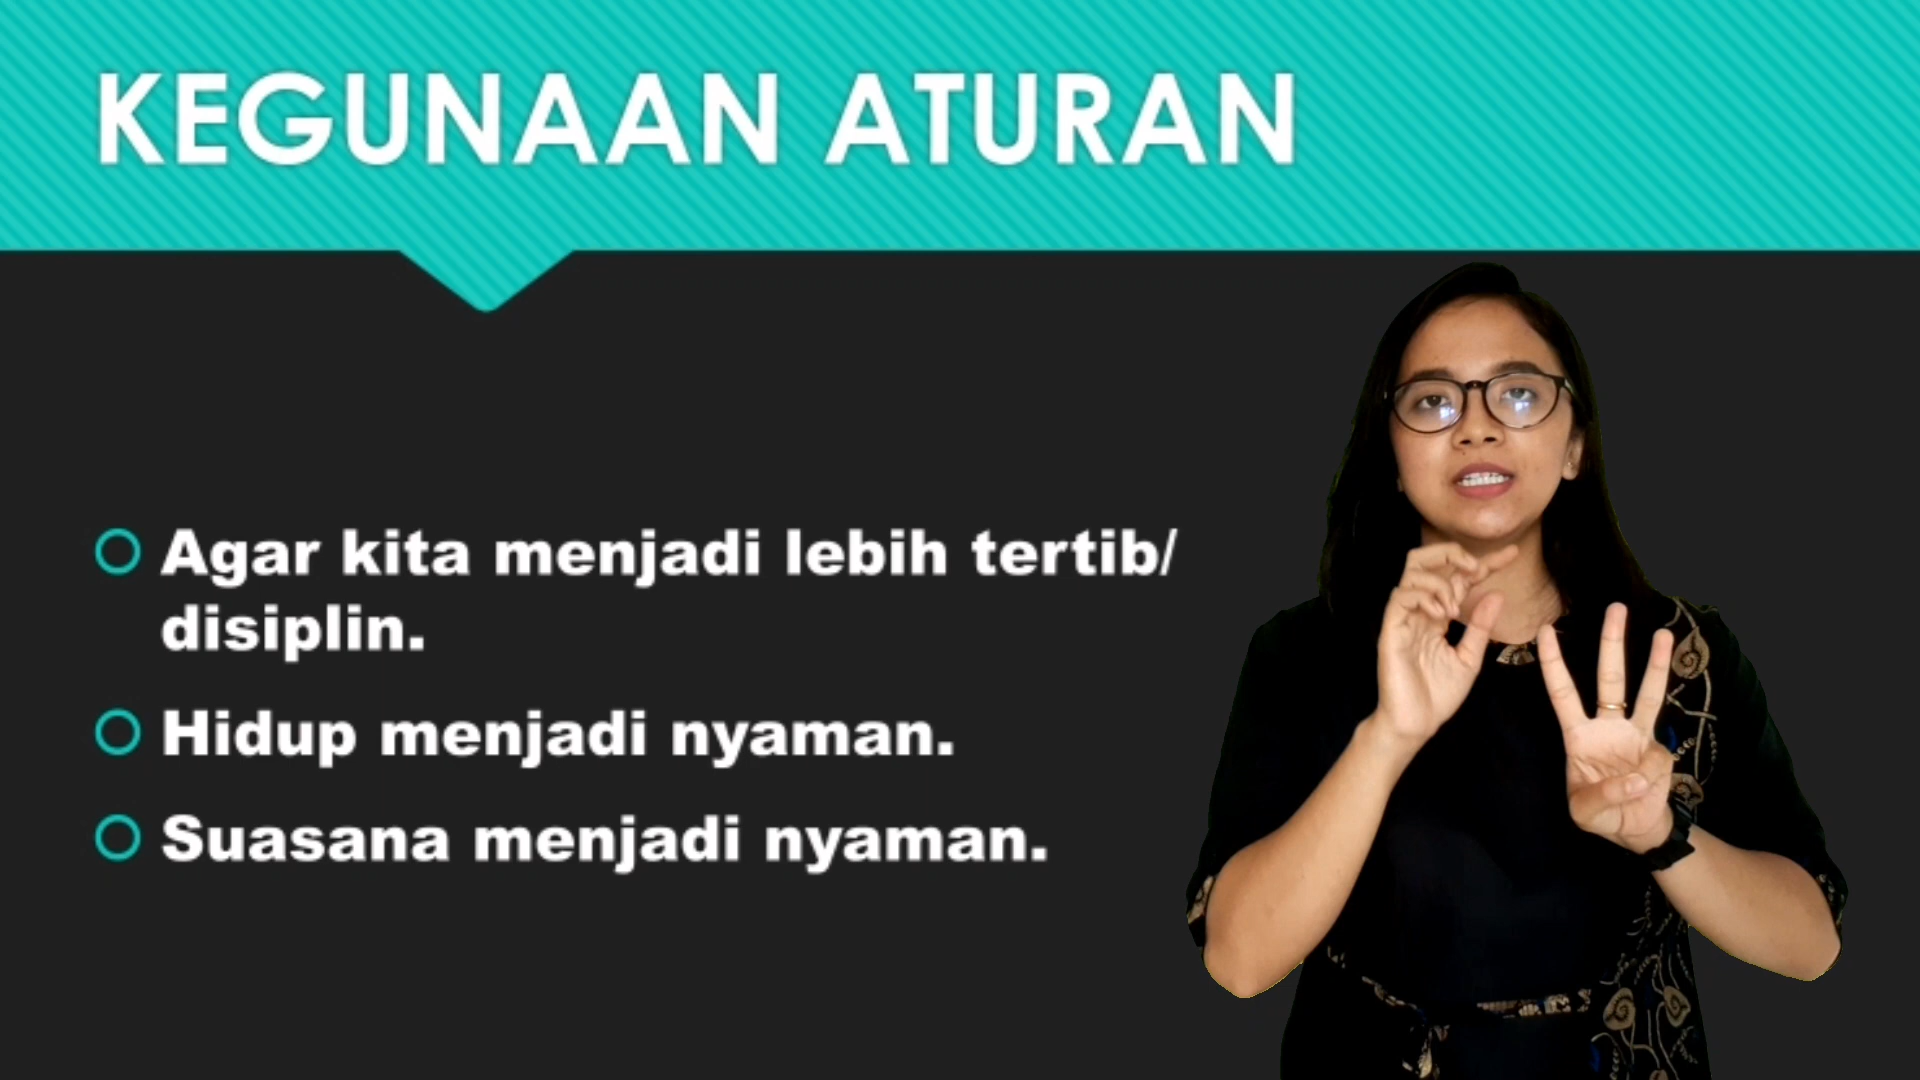 KEGUNAAN ATURAN
Agar kita menjadi lebih tertib/
disiplin.
Hidup menjadi nyaman.
Suasana menjadi nyaman.